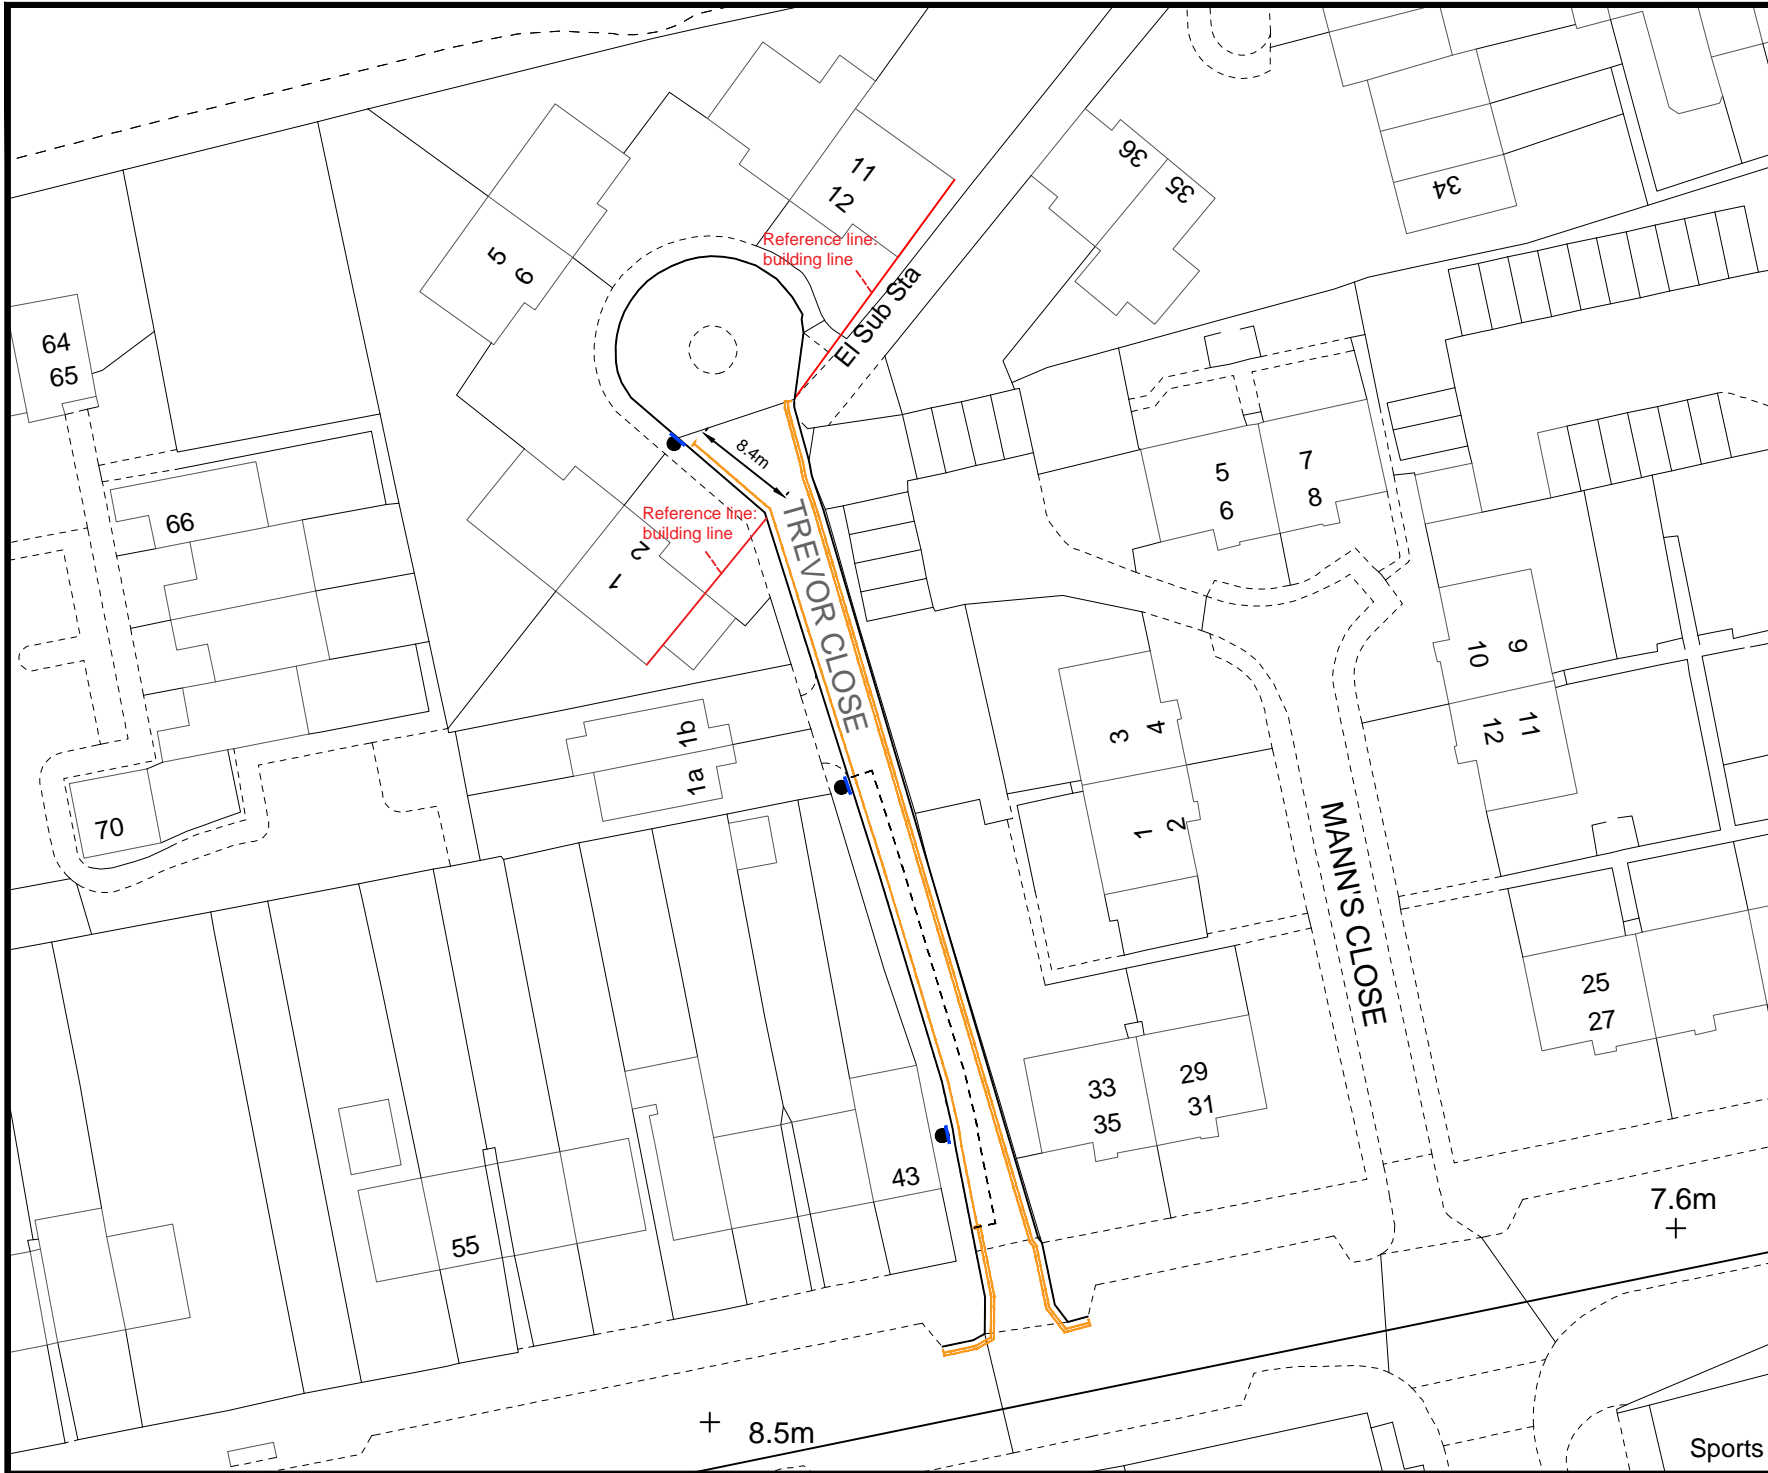 11
12
36
35
34
5
6
Reference line:
building line
El Sub Sta
64
65
8.4m
66
Reference line:
building line
2
1
TREVOR CLOSE
5
6
7
8
10
9
12
11
3
4
1b
1a
1
2
70
MANN'S CLOSE
25
27
33
35
29
31
43
55
7.6m
8.5m
Sports